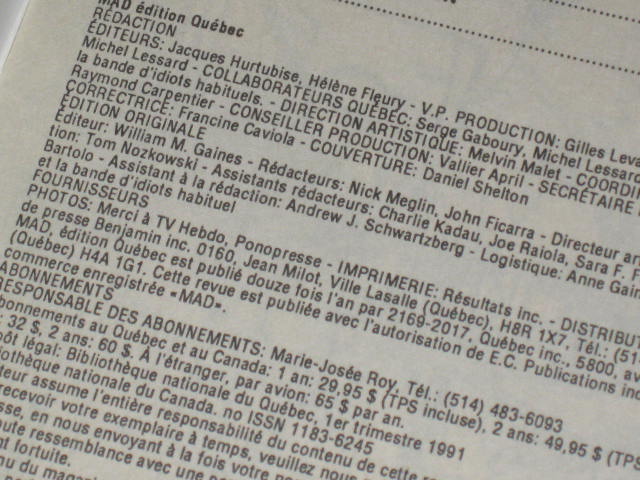 MAD édition Québec
RÉDACTION
ÉDITEURS: Jacques Hurtubise, Hélène Fleury - V.P. PRODUCTION: Gilles
Michel Lessard - COLLABORATEURS QUÉBEC: Serge Gaboury, Michel Lessard
la bande d'idiots habituels. - DIRECTION ARTISTIQUE: Melvin Malet -
Raymond Carpentier - CONSEILLER PRODUCTION: Vallier April - SECRÉTAIRE
CORRECTRICE: Francine Caviola - COUVERTURE: Daniel Shelton
ÉDITION ORIGINALE
Éditeur: William M. Gaines - Rédacteurs: Nick Meglin, John Ficarra - Directeur
tion: Tom Nozkowski - Assistants rédacteurs: Charlie Kadau, Joe Raiola, Sara F.
Bartolo - Assistant à la rédaction: Andrew J. Schwartzberg - Logistique: Anne
et la bande d'idiots habituel
FOURNISSEURS
PHOTOS: Merci à TV Hebdo, Ponopresse - IMPRIMERIE: Résultats inc. -
de presse Benjamin inc. 0160, Jean Milot, Ville Lasalle (Québec), H8R 1X7, Tél.:
MAD, édition Québec est publié douze fois l'an par 2169-2017, Québec inc., 5800,
(Québec) H4A 1G1. Cette revue est publiée avec l'autorisation de E.C. Publications
commerce enregistrée «MAD».
ABONNEMENTS
RESPONSABLE DES ABONNEMENTS: Marie-Josée Roy, Tél.: (514) 483-6093
au Québec et au Canada: 1 an: 29,95 $ (TPS incluse), 2 ans: 49,95 $
32 $, 2 ans: 60 $. À l'étranger, par avion: 65 $ par an.
légal: Bibliothèque nationale du Québec, 1er trimestre 1991
nationale du Canada. no ISSN 1183-6245
assume l'entière responsabilité du contenu de cette
recevoir votre exemplaire à temps, veuillez nous
en nous envoyant à la fois votre
ressemblance avec une
fortuite.